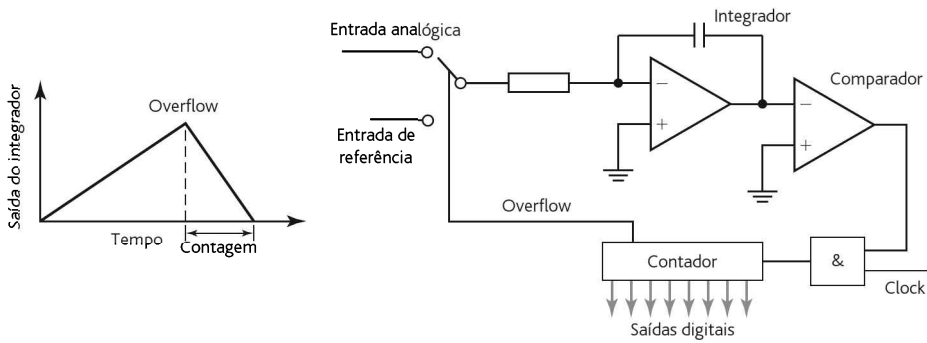 Saída do integrador
Overflow
Tempo
Contagem
Entrada analógica
Entrada de
referência
Integrador
−
+
Comparador
−
+
Overflow
Contador
&
Clock
Saídas digitais